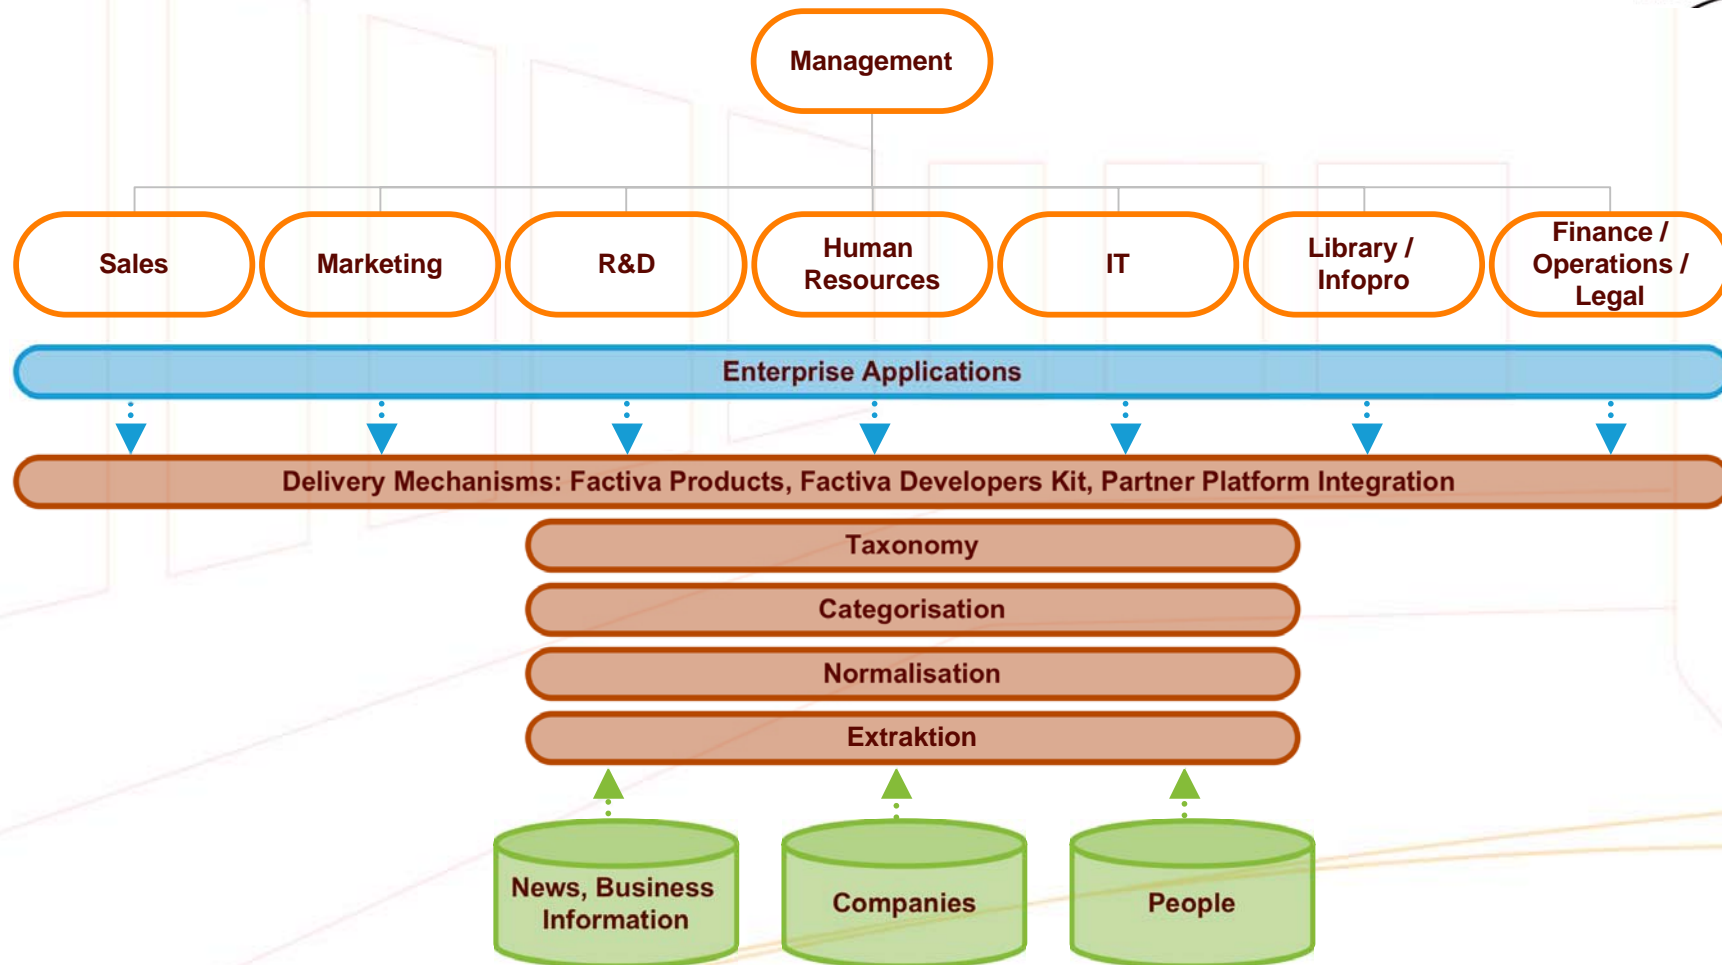 Management
Sales
Marketing
R&D
Human
Resources
IT
Library /
Infopro
Finance /
Operations /
Legal
Enterprise Applications
Delivery Mechanisms: Factiva Products, Factiva Developers Kit, Partner Platform Integration
Taxonomy
Categorisation
Normalisation
Extraktion
News, Business
Information
Companies
People